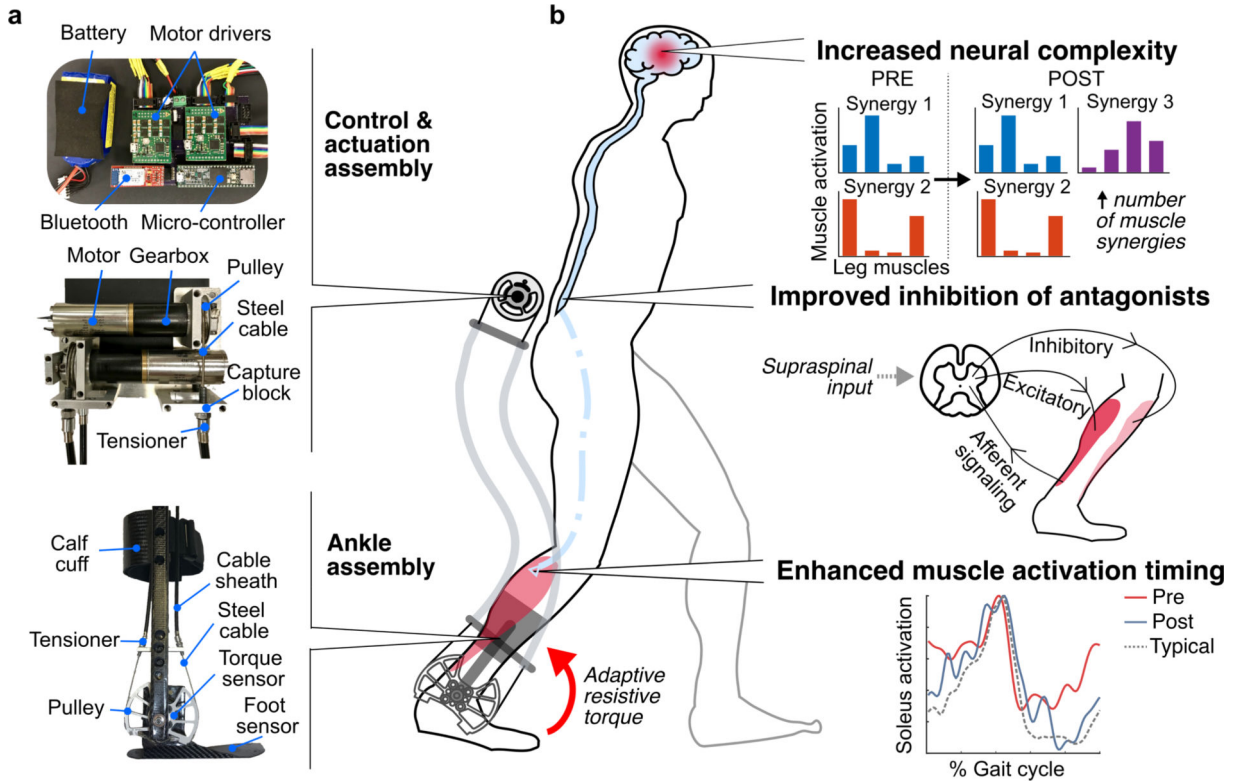 a
Battery
Motor drivers
Bluetooth
Micro-controller
Motor
Gearbox
Pulley
Steel
cable
Capture
block
Tensioner
Control &
actuation
assembly
Calf
cuff
Cable
sheath
Steel
cable
Tensioner
Torque
sensor
Pulley
Foot
sensor
Ankle
assembly
b
Adaptive
resistive
torque
Increased neural complexity
PRE
POST
Muscle activation
Synergy 1
Synergy 2
Leg muscles
Synergy 1
Synergy 3
Synergy 2
↑ number
of muscle
synergies
Improved inhibition of antagonists
Supraspinal
input
Inhibitory
Excitatory
Afferent
signaling
Enhanced muscle activation timing
Soleus activation
Pre
Post
Typical
% Gait cycle